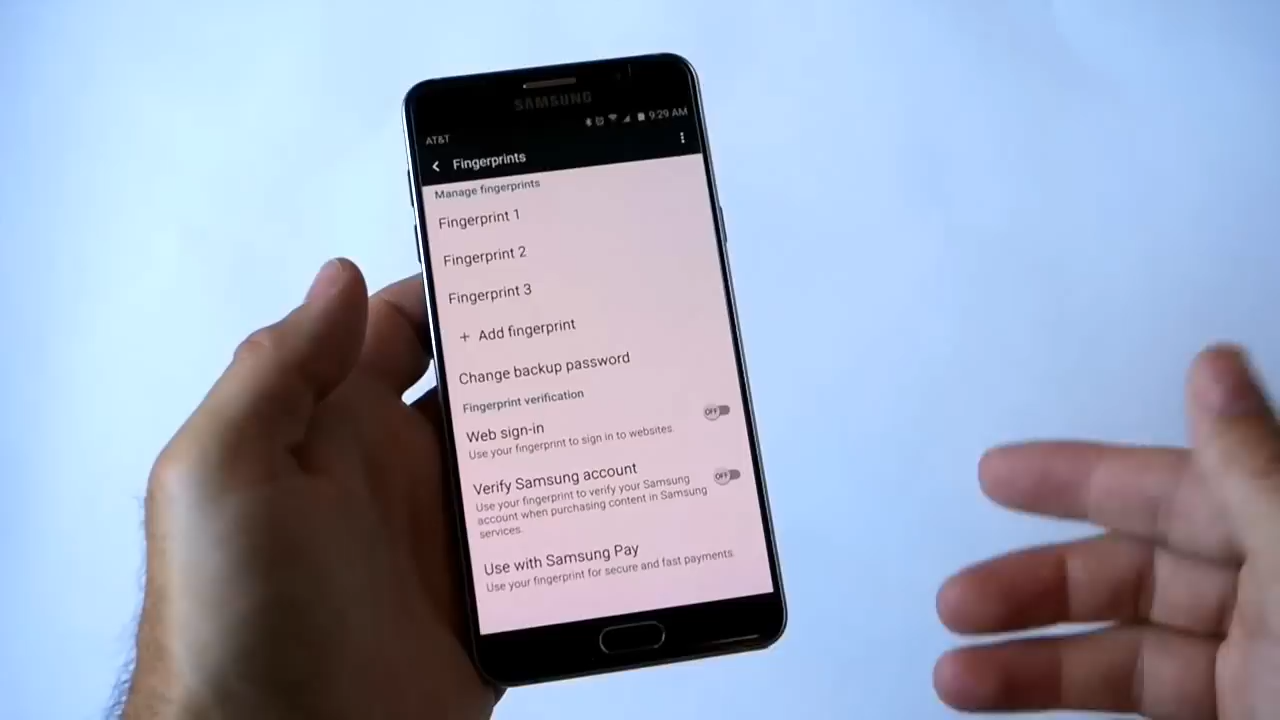 SAMSUNG
AT&T 9:29 AM
Fingerprints
Manage fingerprints
Fingerprint 1
Fingerprint 2
Fingerprint 3
+ Add fingerprint
Change backup password
Fingerprint verification
Web sign-in
OFF
Use your fingerprint to sign in to websites.
Verify Samsung account
OFF
Use your fingerprint to verify your Samsung
account when purchasing content in Samsung
services.
Use with Samsung Pay
Use your fingerprint for secure and fast payments.